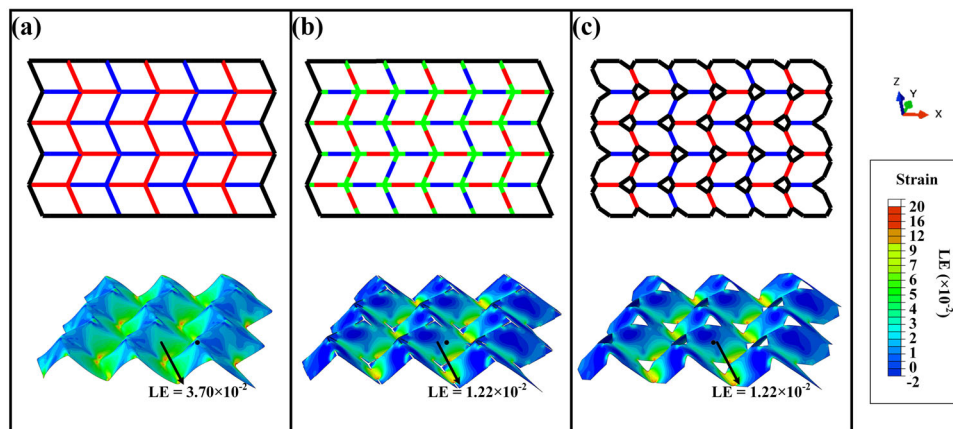 (a)
(b)
(c)
Z
Y
X
Strain
20
16
12
9
7
6
5
4
3
2
1
0
-2
LE (×10⁻²)
LE = 3.70×10⁻²
LE = 1.22×10⁻²
LE = 1.22×10⁻²